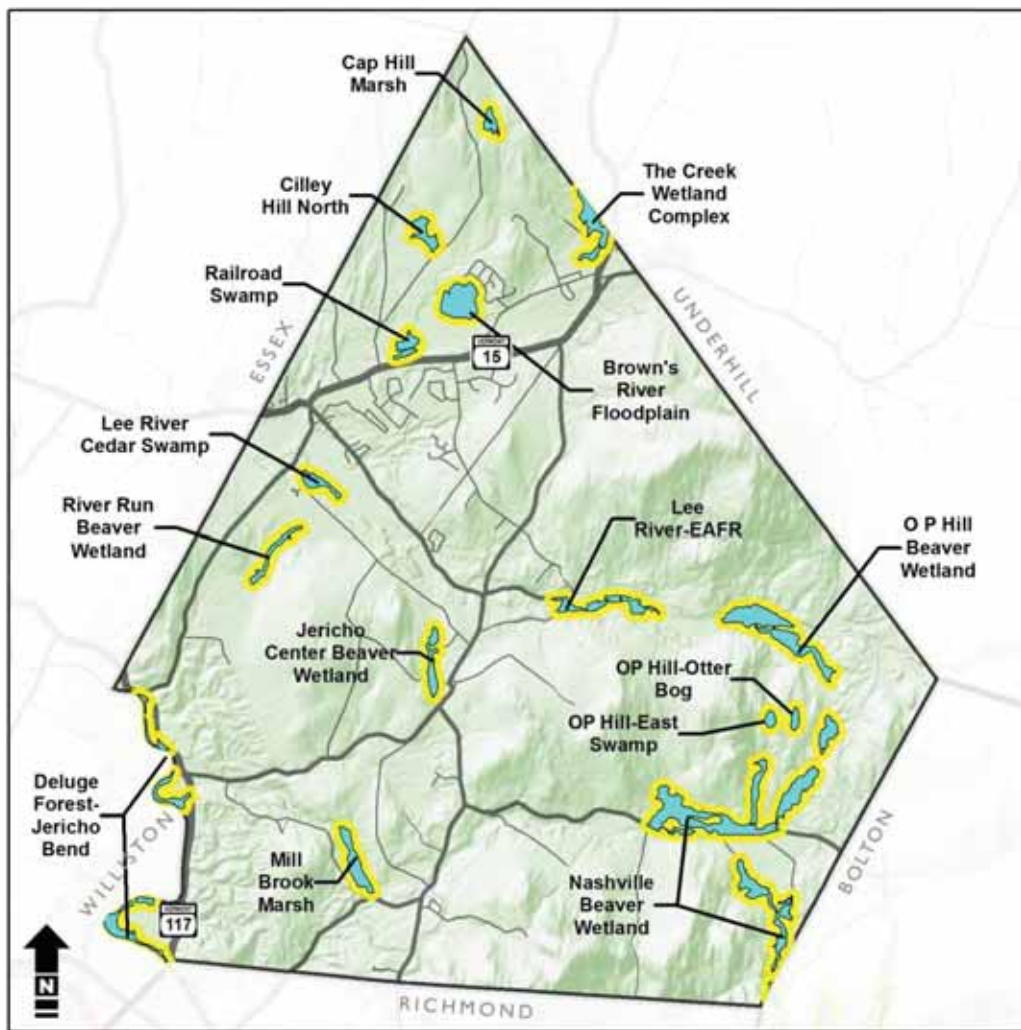 Cap Hill
Marsh
The Creek
Wetland
Complex
Cilley
Hill North
Railroad
Swamp
ESSEX
UNDERHILL
VERMONT
15
Brown's
River
Floodplain
Lee River
Cedar Swamp
River Run
Beaver
Wetland
Lee
River-EAFR
O P Hill
Beaver
Wetland
Jericho
Center Beaver
Wetland
OP Hill-Otter
Bog
OP Hill-East
Swamp
Deluge
Forest-
Jericho
Bend
WILLISTON
Mill
Brook
Marsh
VERMONT
117
Nashville
Beaver
Wetland
BOLTON
N
RICHMOND